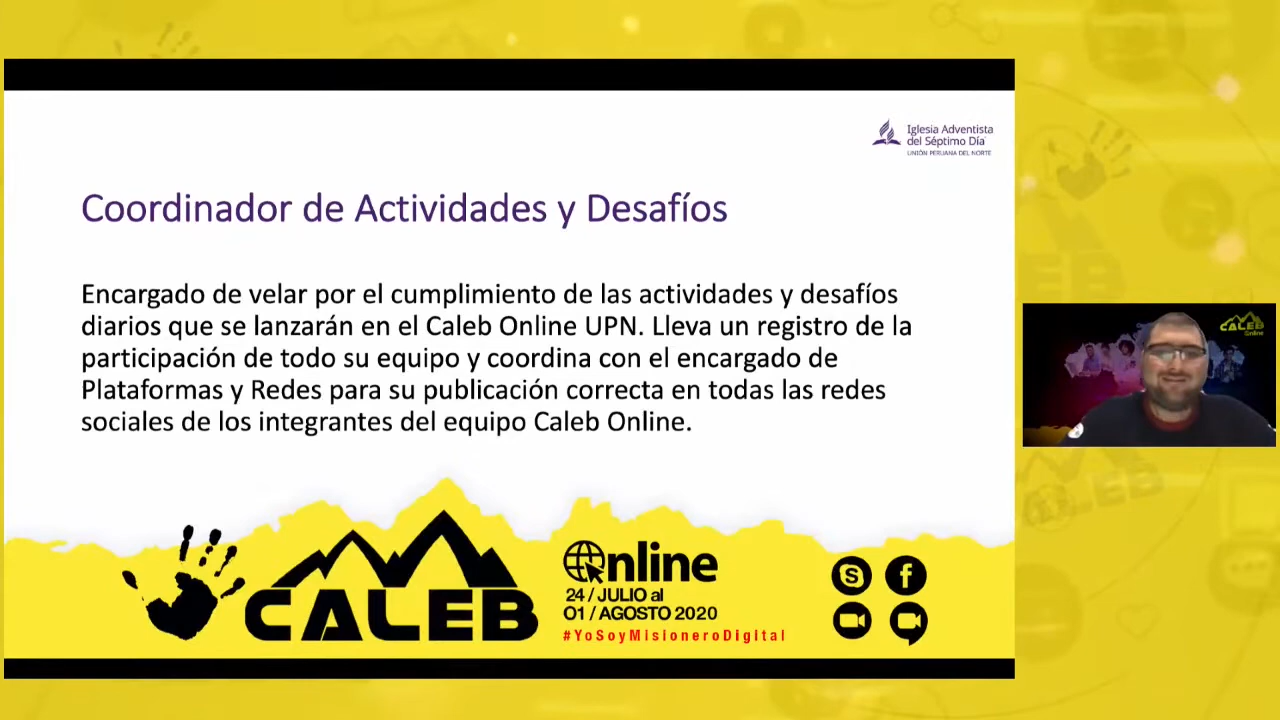 Iglesia Adventista
del Séptimo Día
UNIÓN PERUANA DEL NORTE
Coordinador de Actividades y Desafíos
Encargado de velar por el cumplimiento de las actividades y desafíos
diarios que se lanzarán en el Caleb Online UPN. Lleva un registro de la
participación de todo su equipo y coordina con el encargado de
Plataformas y Redes para su publicación correcta en todas las redes
sociales de los integrantes del equipo Caleb Online.
CALEB
Online
24 / JULIO al
01 / AGOSTO 2020
#YoSoyMisioneroDigital
CALEB
Online
CALEB